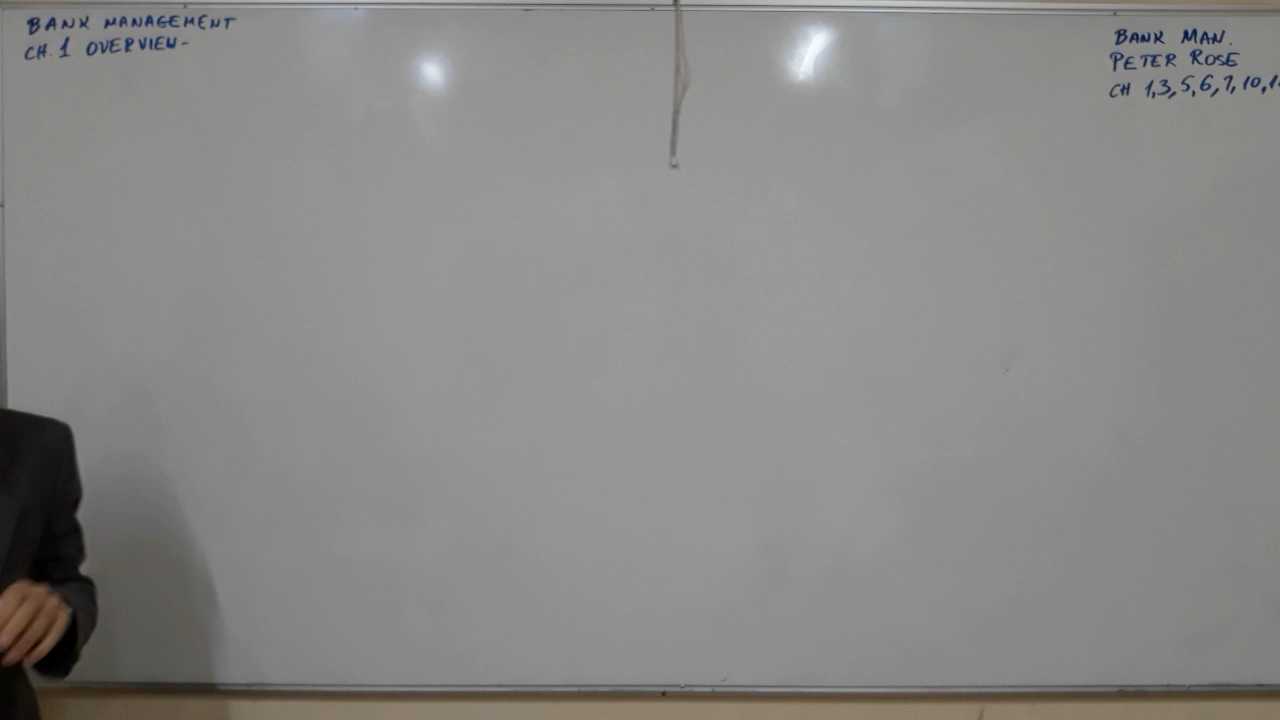 BANK MANAGEMENT
CH. 1 OVERVIEW-
BANK MAN.
PETER ROSE
CH 1,3,5,6,7,10,